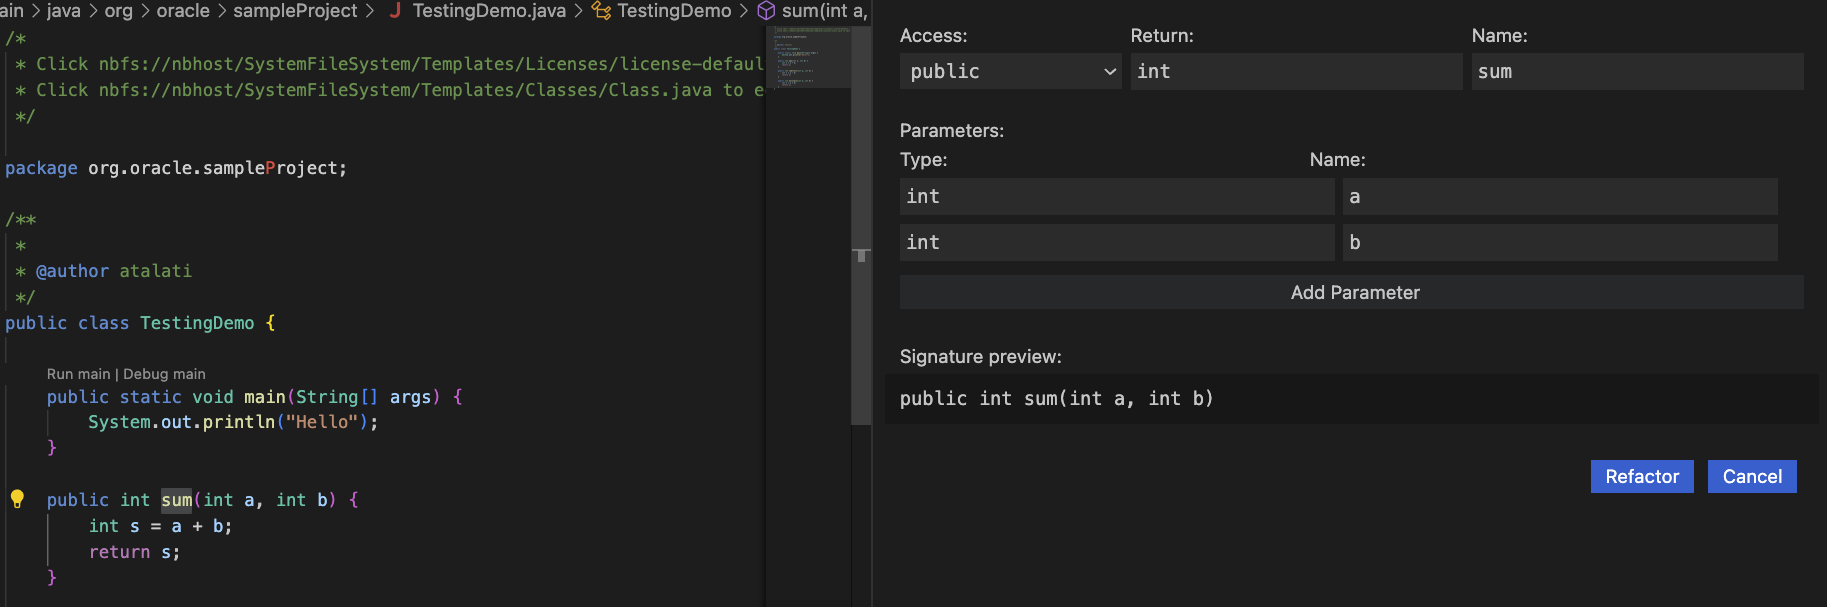 ain > java > org > oracle > sampleProject > J TestingDemo.java > TestingDemo > sum(int a,
/*
* Click nbfs://nbhost/SystemFileSystem/Templates/Licenses/license-defaul
* Click nbfs://nbhost/SystemFileSystem/Templates/Classes/Class.java to e
*/
package org.oracle.sampleProject;
/**
*
* @author atalati
*/
public class TestingDemo {
Run main | Debug main
public static void main(String[] args) {
System.out.println("Hello");
}
public int sum(int a, int b) {
int s = a + b;
return s;
}
Access: Return: Name:
public int sum
Parameters:
Type: Name:
int a
int b
Add Parameter
Signature preview:
public int sum(int a, int b)
Refactor Cancel